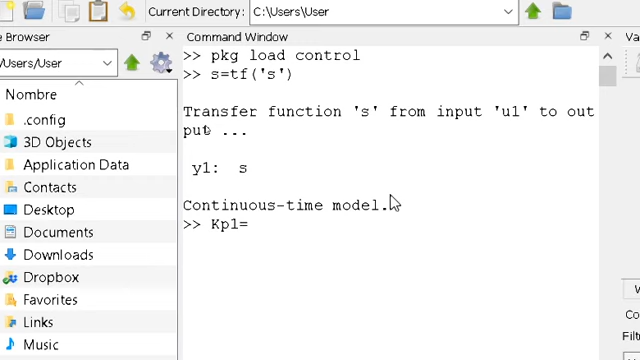 Current Directory: C:\Users\User
e Browser
Command Window
Va
/Users/User
Nombre
.config
3D Objects
Application Data
Contacts
Desktop
Documents
Downloads
Dropbox
Favorites
Links
Music
>> pkg load control
>> s=tf('s')
Transfer function 's' from input 'u1' to out
put ...
y1:  s
Continuous-time model.
>> Kp1=
W
Filt